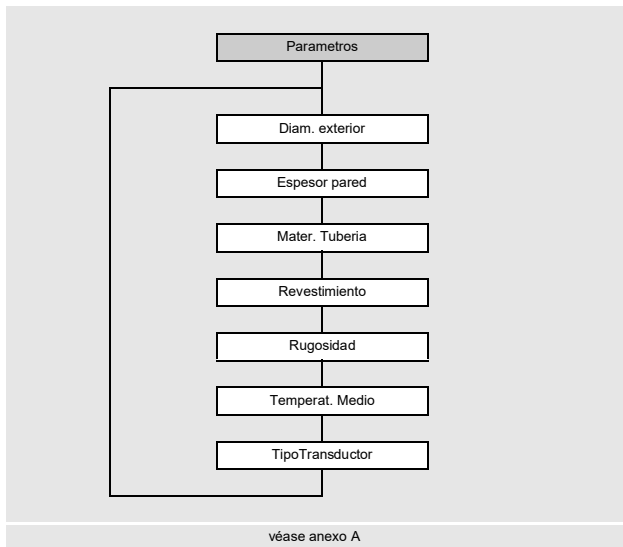 Parametros
Diam. exterior
Espesor pared
Mater. Tuberia
Revestimiento
Rugosidad
Temperat. Medio
TipoTransductor
véase anexo A